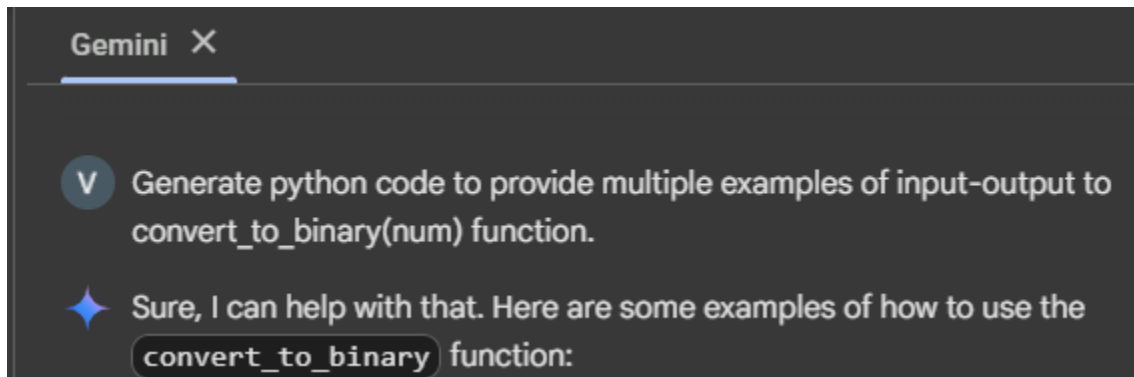 Gemini ×
V
Generate python code to provide multiple examples of input-output to
convert_to_binary(num) function.
Sure, I can help with that. Here are some examples of how to use the
convert_to_binary function: